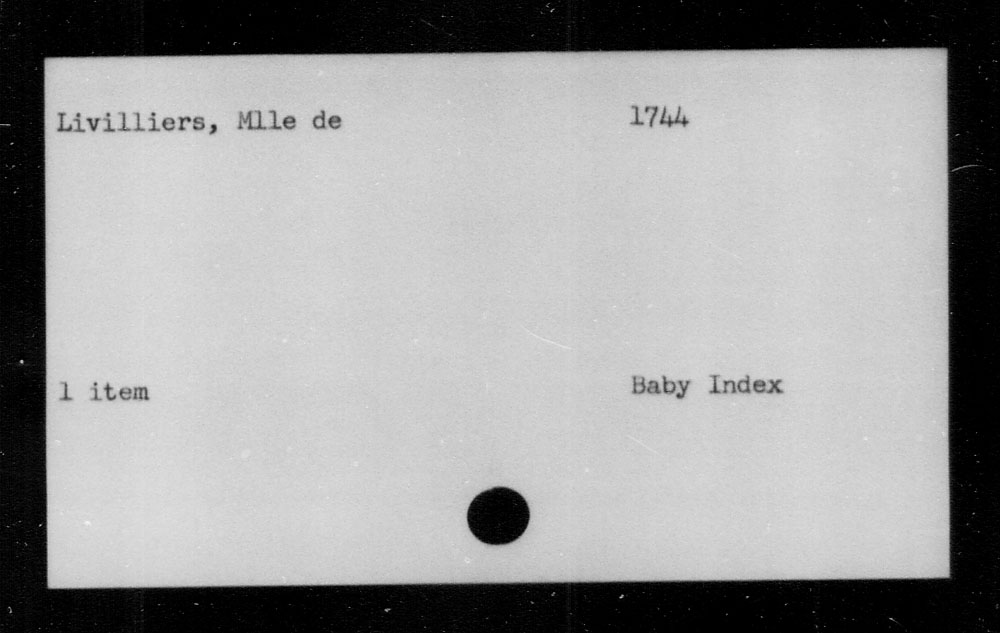 Livilliers, Mlle de 1744
1 item Baby Index